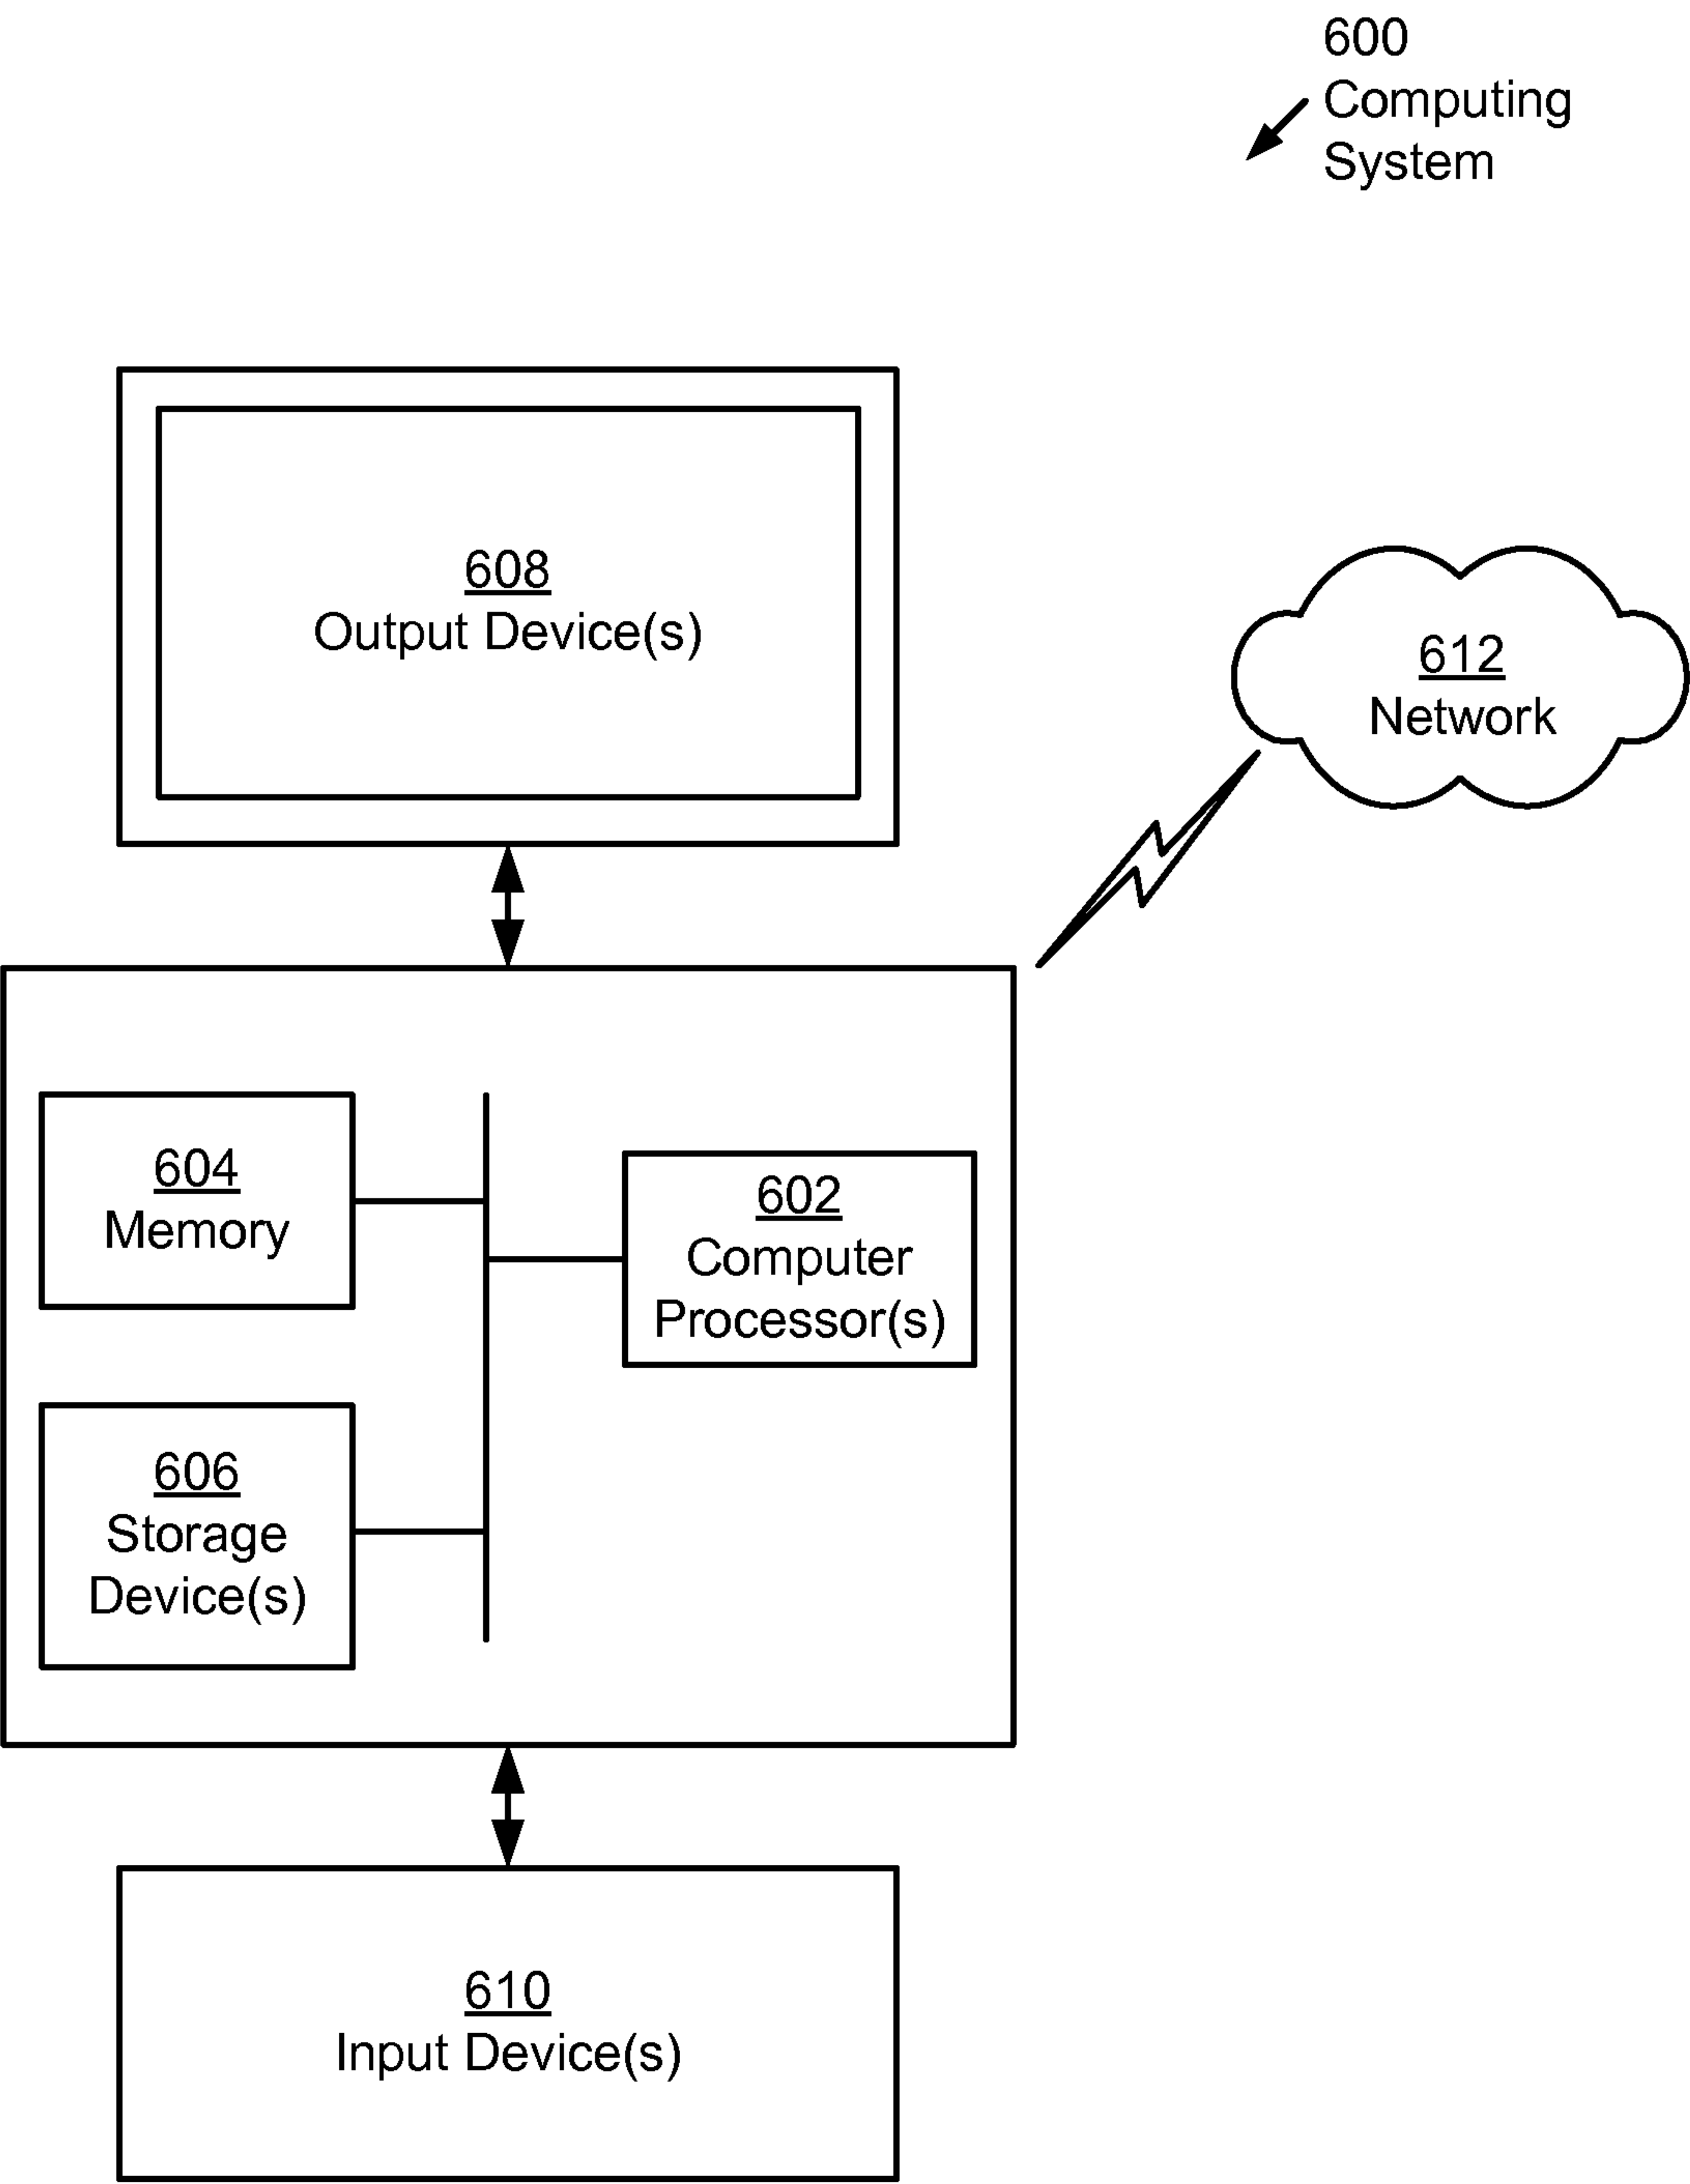 600
Computing
System
608
Output Device(s)
612
Network
604
Memory
602
Computer
Processor(s)
606
Storage
Device(s)
610
Input Device(s)